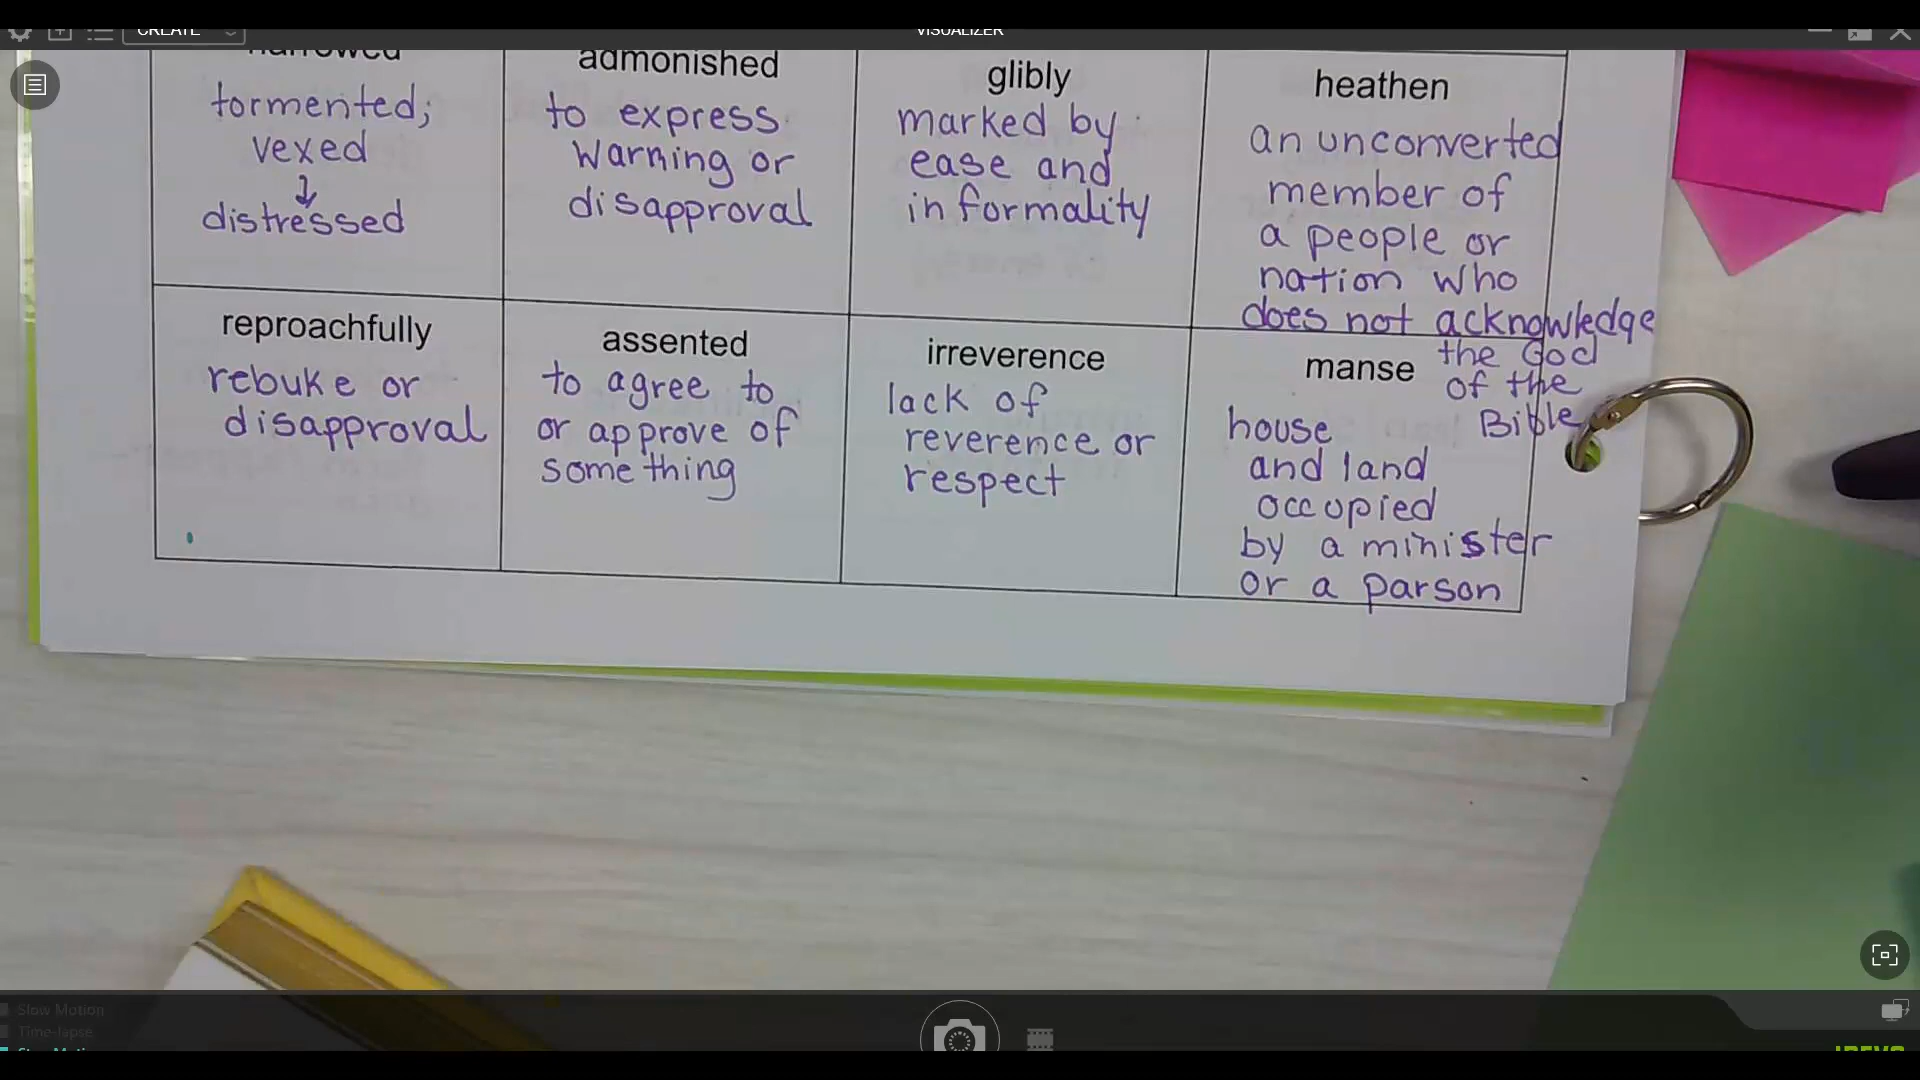 CREATE
VISUALIZER
harrowed
tormented;
vexed
distressed
admonished
to express
warning or
disapproval
glibly
marked by
ease and
informality
heathen
an unconverted
member of
a people or
nation who
does not acknowledge
the God
of the
Bible
reproachfully
rebuke or
disapproval
assented
to agree to
or approve of
something
irreverence
lack of
reverence or
respect
manse
house
and land
occupied
by a minister
or a parson
Slow Motion
Time-lapse